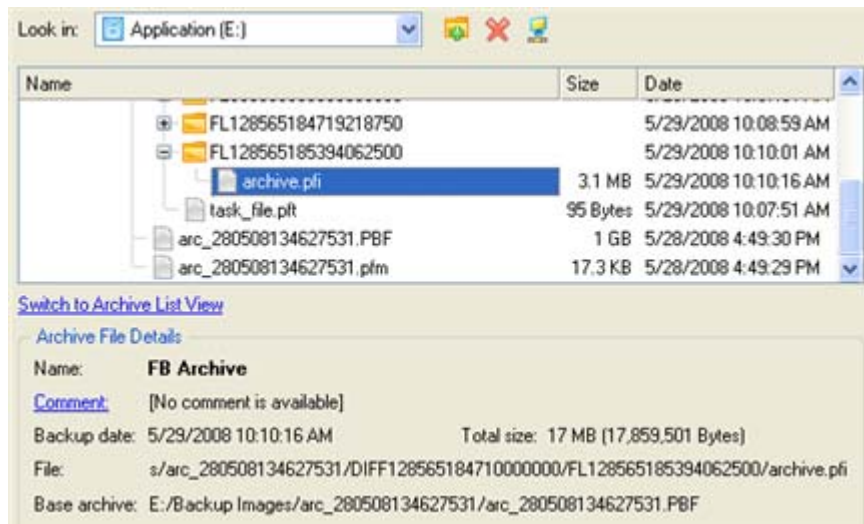 Look in: Application (E:)
Name Size Date
FL128565184719218750 5/29/2008 10:08:59 AM
FL128565185394062500 5/29/2008 10:10:01 AM
archive.pfi 3.1 MB 5/29/2008 10:10:16 AM
task_file.pft 95 Bytes 5/29/2008 10:07:51 AM
arc_280508134627531.PBF 1 GB 5/28/2008 4:49:30 PM
arc_280508134627531.pfm 17.3 KB 5/28/2008 4:49:29 PM
Switch to Archive List View
Archive File Details
Name: FB Archive
Comment: [No comment is available]
Backup date: 5/29/2008 10:10:16 AM Total size: 17 MB (17,859,501 Bytes)
File: s/arc_280508134627531/DIFF128565184710000000/FL128565185394062500/archive.pfi
Base archive: E:/Backup Images/arc_280508134627531/arc_280508134627531.PBF